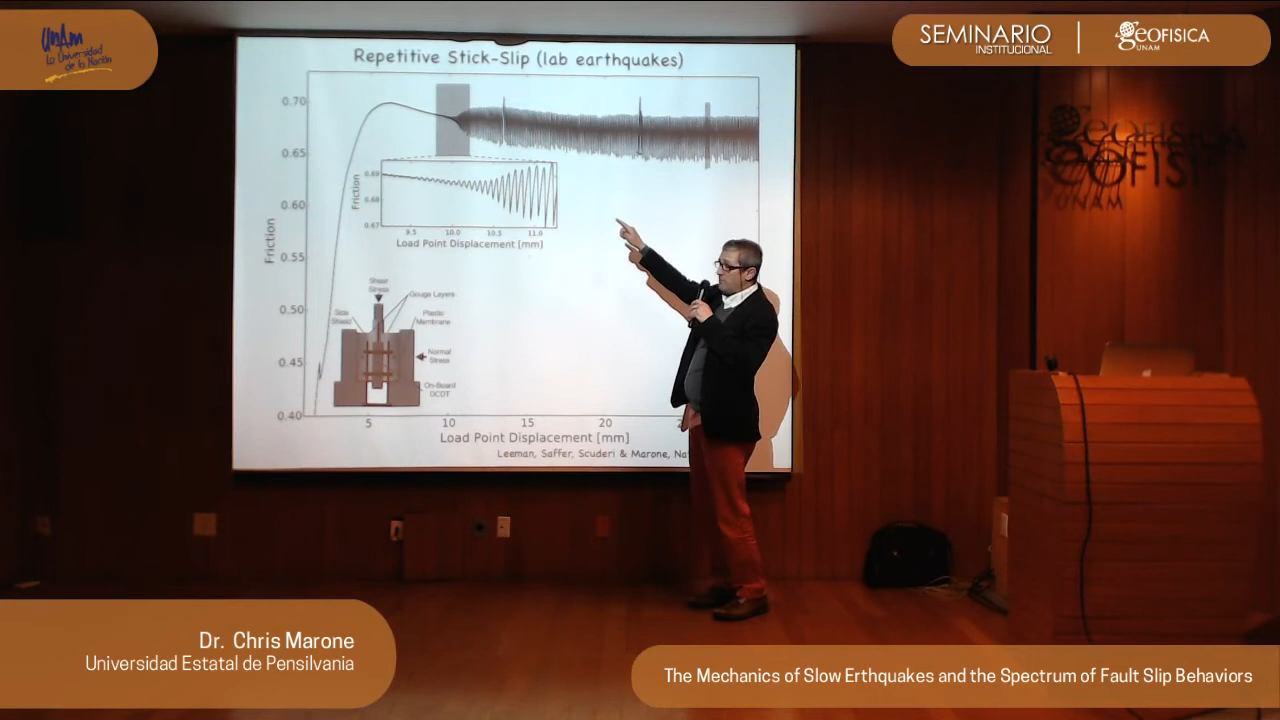 UNAM
La Universidad
de la Nación
SEMINARIO
INSTITUCIONAL
GEOFISICA
UNAM
Repetitive Stick-Slip (lab earthquakes)
0.70
0.65
0.60
0.55
0.50
0.45
0.40
Friction
0.69
0.68
0.67
Friction
9.5 10.0 10.5 11.0
Load Point Displacement [mm]
Shear
Stress
Gouge Layers
Side
Shield
Plastic
Membrane
Normal
Stress
On-Board
DCDT
5 10 15 20 2
Load Point Displacement [mm]
Leeman, Saffer, Scuderi & Marone, Na
GEOFISI
UNAM
Dr. Chris Marone
Universidad Estatal de Pensilvania
The Mechanics of Slow Erthquakes and the Spectrum of Fault Slip Behaviors